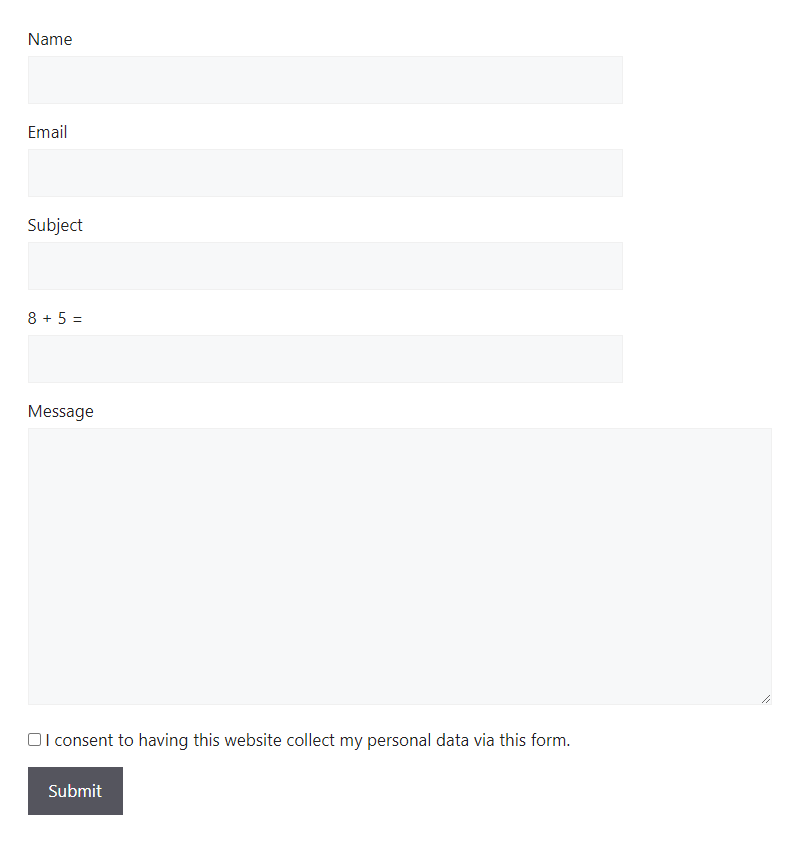 Name
Email
Subject
8 + 5 =
Message
I consent to having this website collect my personal data via this form.
Submit